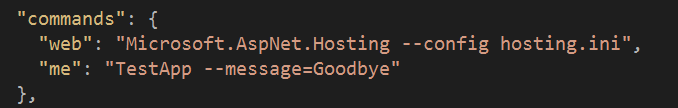 "commands": {
"web": "Microsoft.AspNet.Hosting --config hosting.ini",
"me": "TestApp --message=Goodbye"
},